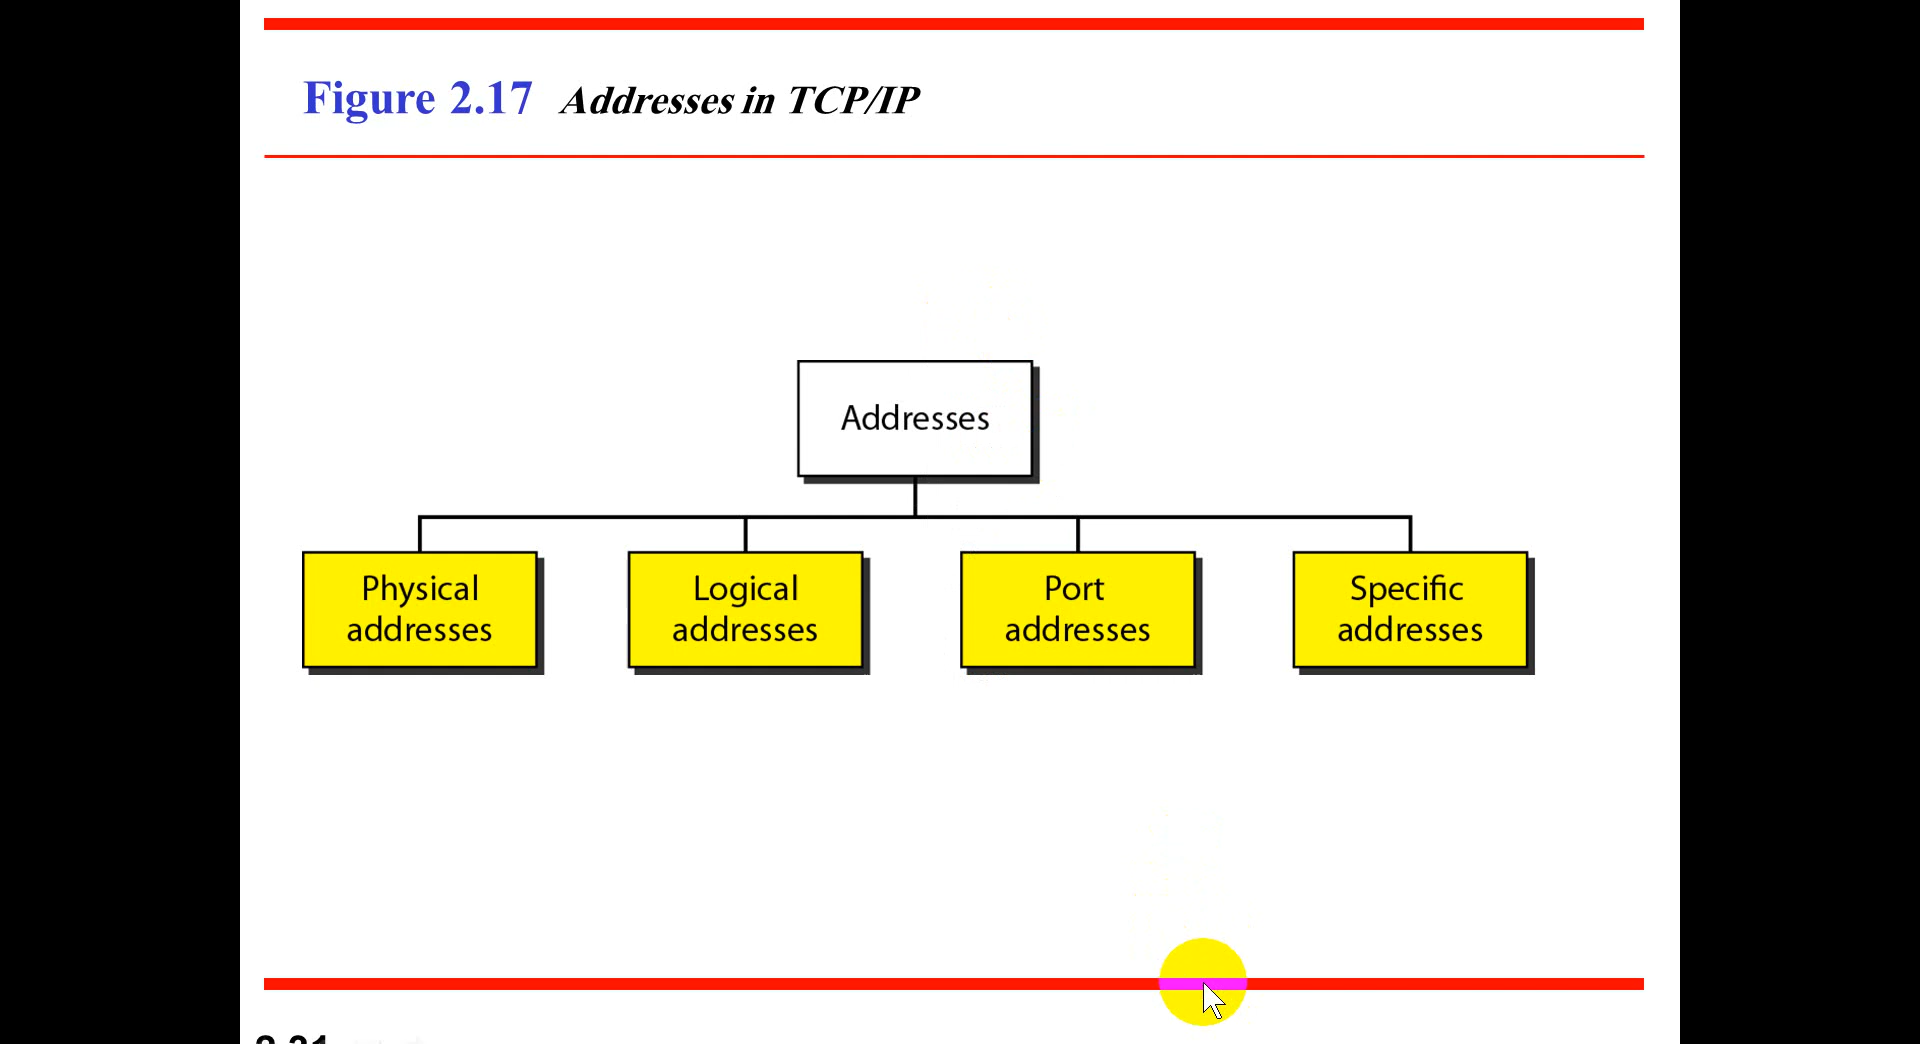 Figure 2.17 Addresses in TCP/IP
Addresses
Physical
addresses
Logical
addresses
Port
addresses
Specific
addresses